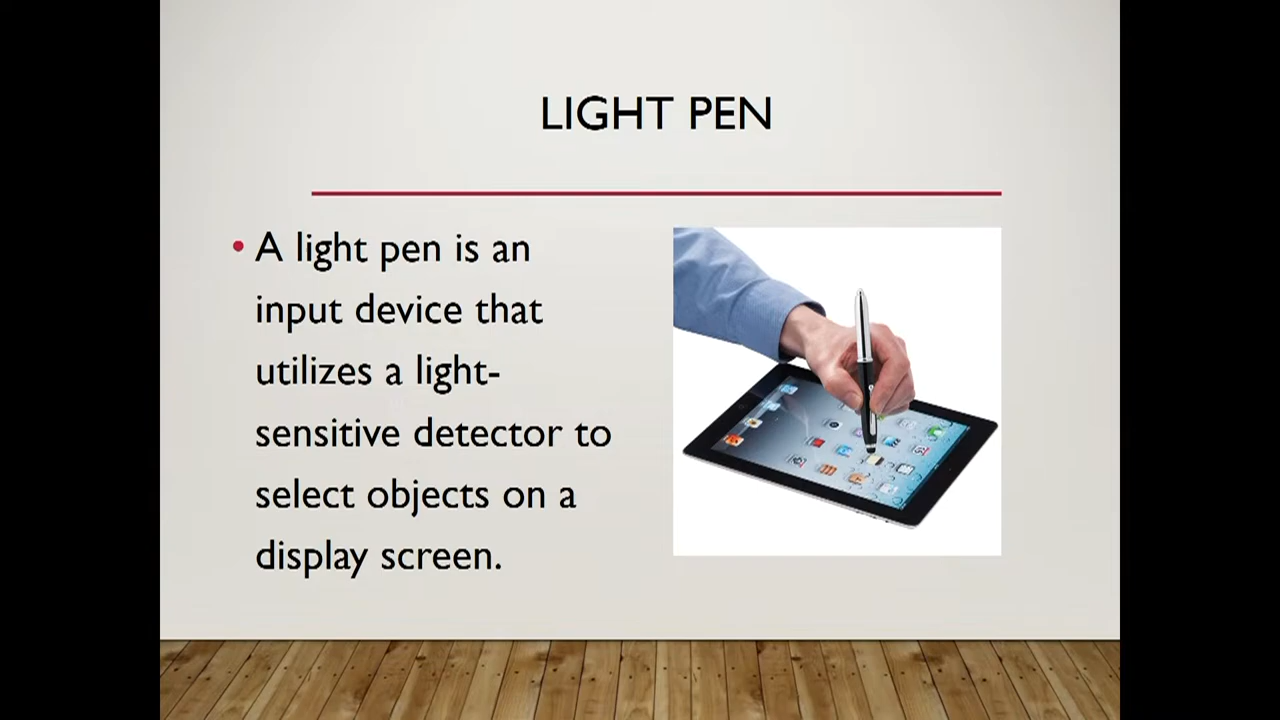 LIGHT PEN
• A light pen is an
input device that
utilizes a light-
sensitive detector to
select objects on a
display screen.